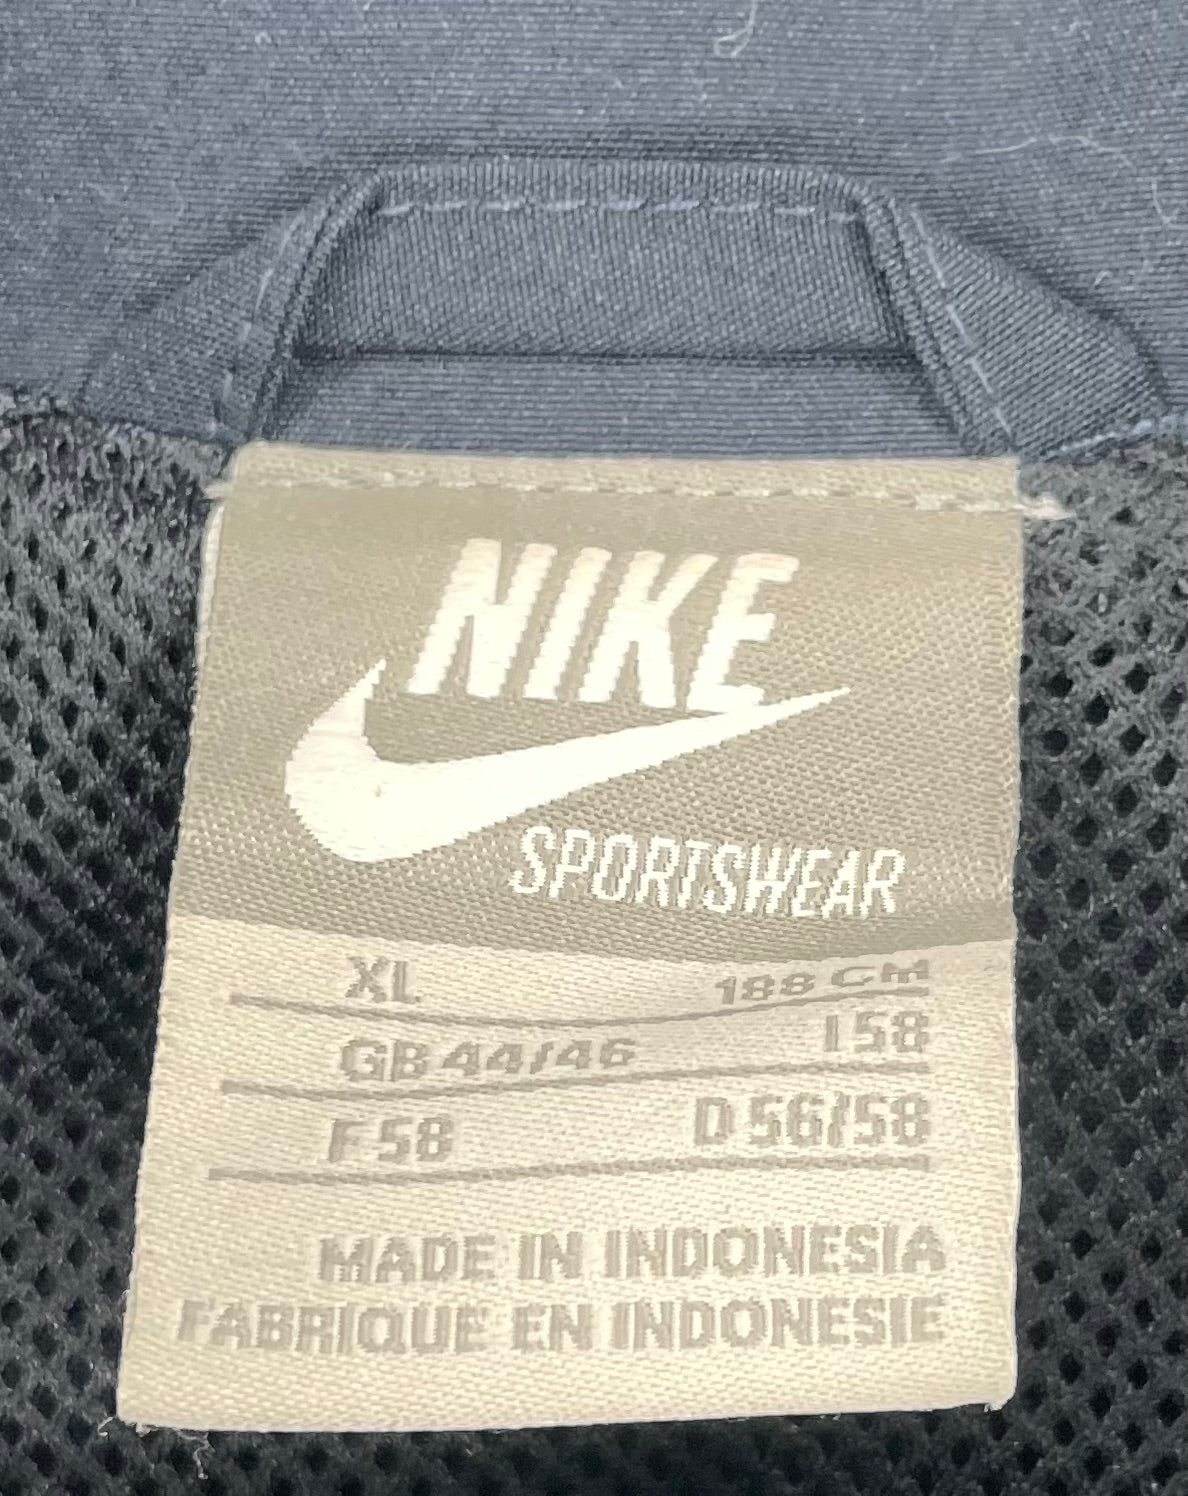 NIKE
SPORTSWEAR
XL 188 CM
GB 44/46 I 58
F 58 D 56/58
MADE IN INDONESIA
FABRIQUE EN INDONESIE